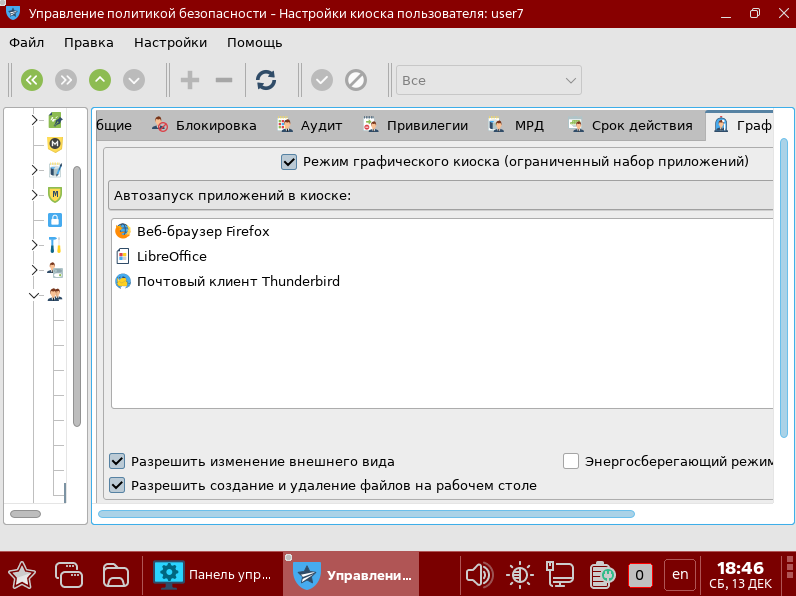 Управление политикой безопасности – Настройки киоска пользователя: user7
Файл Правка Настройки Помощь
Все
бщие Блокировка Аудит Привилегии МРД Срок действия Граф
Режим графического киоска (ограниченный набор приложений)
Автозапуск приложений в киоске:
Веб-браузер Firefox
LibreOffice
Почтовый клиент Thunderbird
Разрешить изменение внешнего вида Энергосберегающий режим
Разрешить создание и удаление файлов на рабочем столе
Панель упр... Управлени... 0 en 18:46
СБ, 13 ДЕК